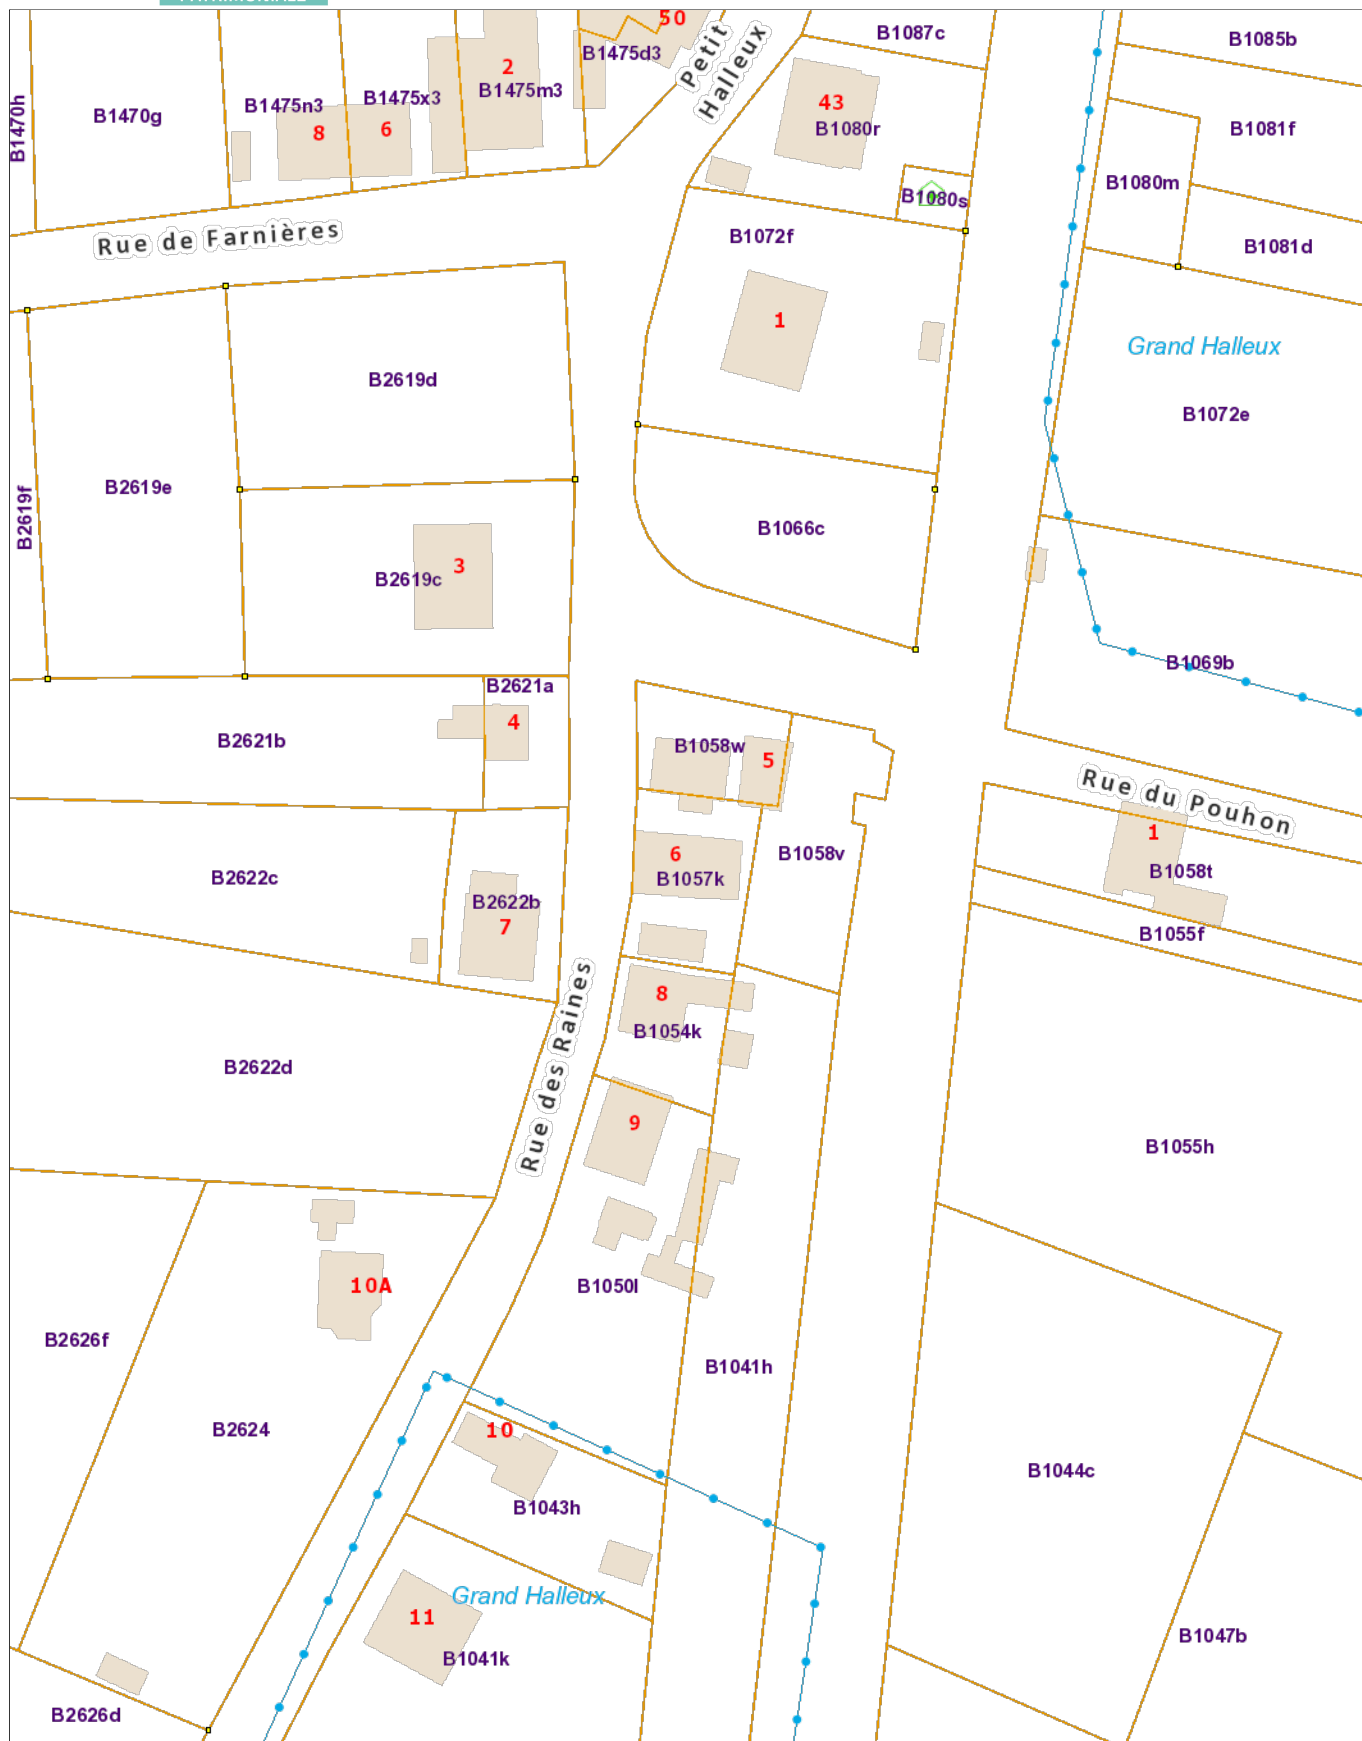 50
B1087c
B1085b
B1475d3
Petit
Halleux
2
B1475m3
B1475x3
B1475n3
B1470g
B1470h
8
6
43
B1080r
B1081f
B1080m
B1080s
B1081d
Rue de Farnières
B1072f
1
Grand Halleux
B2619d
B1072e
B2619e
B2619f
B1066c
3
B2619c
B1069b
B2621a
4
B2621b
B1058w
5
Rue du Pouhon
1
B1058t
6
B1057k
B1058v
B2622c
B2622b
7
B1055f
Rue des Raines
8
B1054k
B2622d
9
B1055h
10A
B1050l
B2626f
B1041h
B2624
10
B1044c
B1043h
Grand Halleux
11
B1041k
B1047b
B2626d